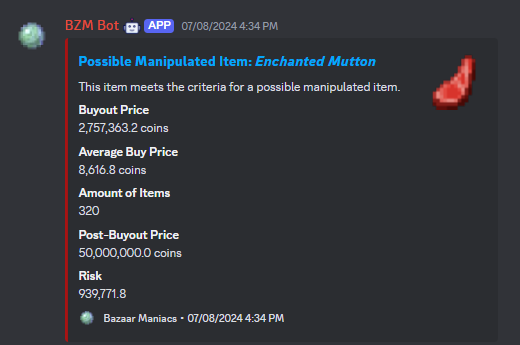 BZM Bot APP 07/08/2024 4:34 PM
Possible Manipulated Item: Enchanted Mutton
This item meets the criteria for a possible manipulated item.
Buyout Price
2,757,363.2 coins
Average Buy Price
8,616.8 coins
Amount of Items
320
Post-Buyout Price
50,000,000.0 coins
Risk
939,771.8
Bazaar Maniacs • 07/08/2024 4:34 PM